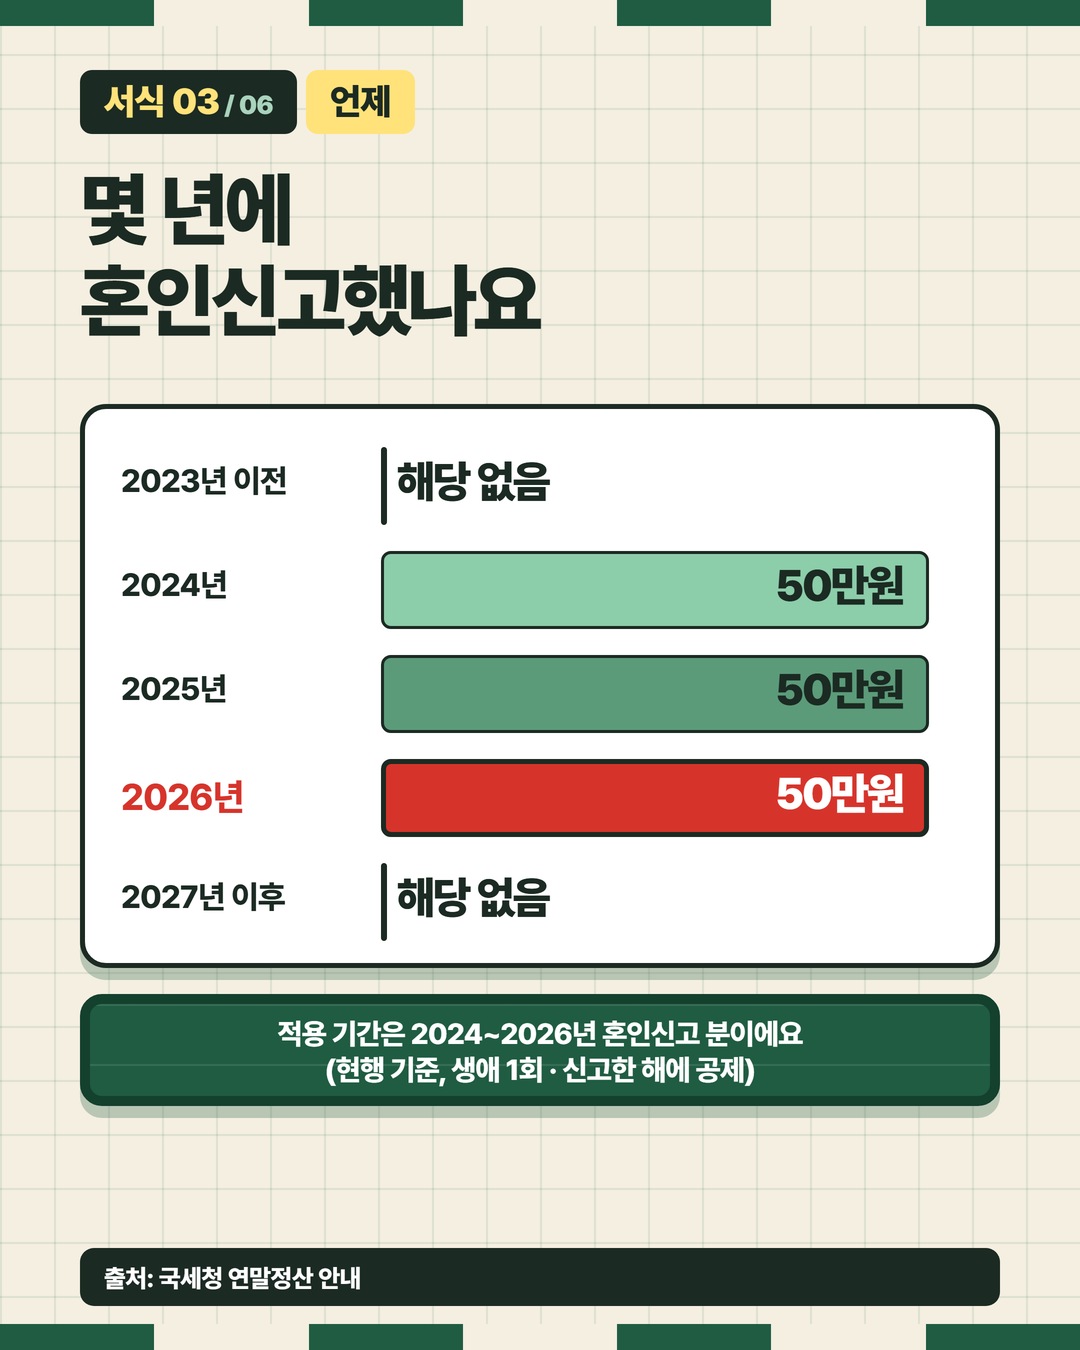 서식 03 / 06 언제
몇 년에
혼인신고했나요
2023년 이전 해당 없음
2024년 50만원
2025년 50만원
2026년 50만원
2027년 이후 해당 없음
적용 기간은 2024~2026년 혼인신고 분이에요
(현행 기준, 생애 1회 · 신고한 해에 공제)
출처: 국세청 연말정산 안내